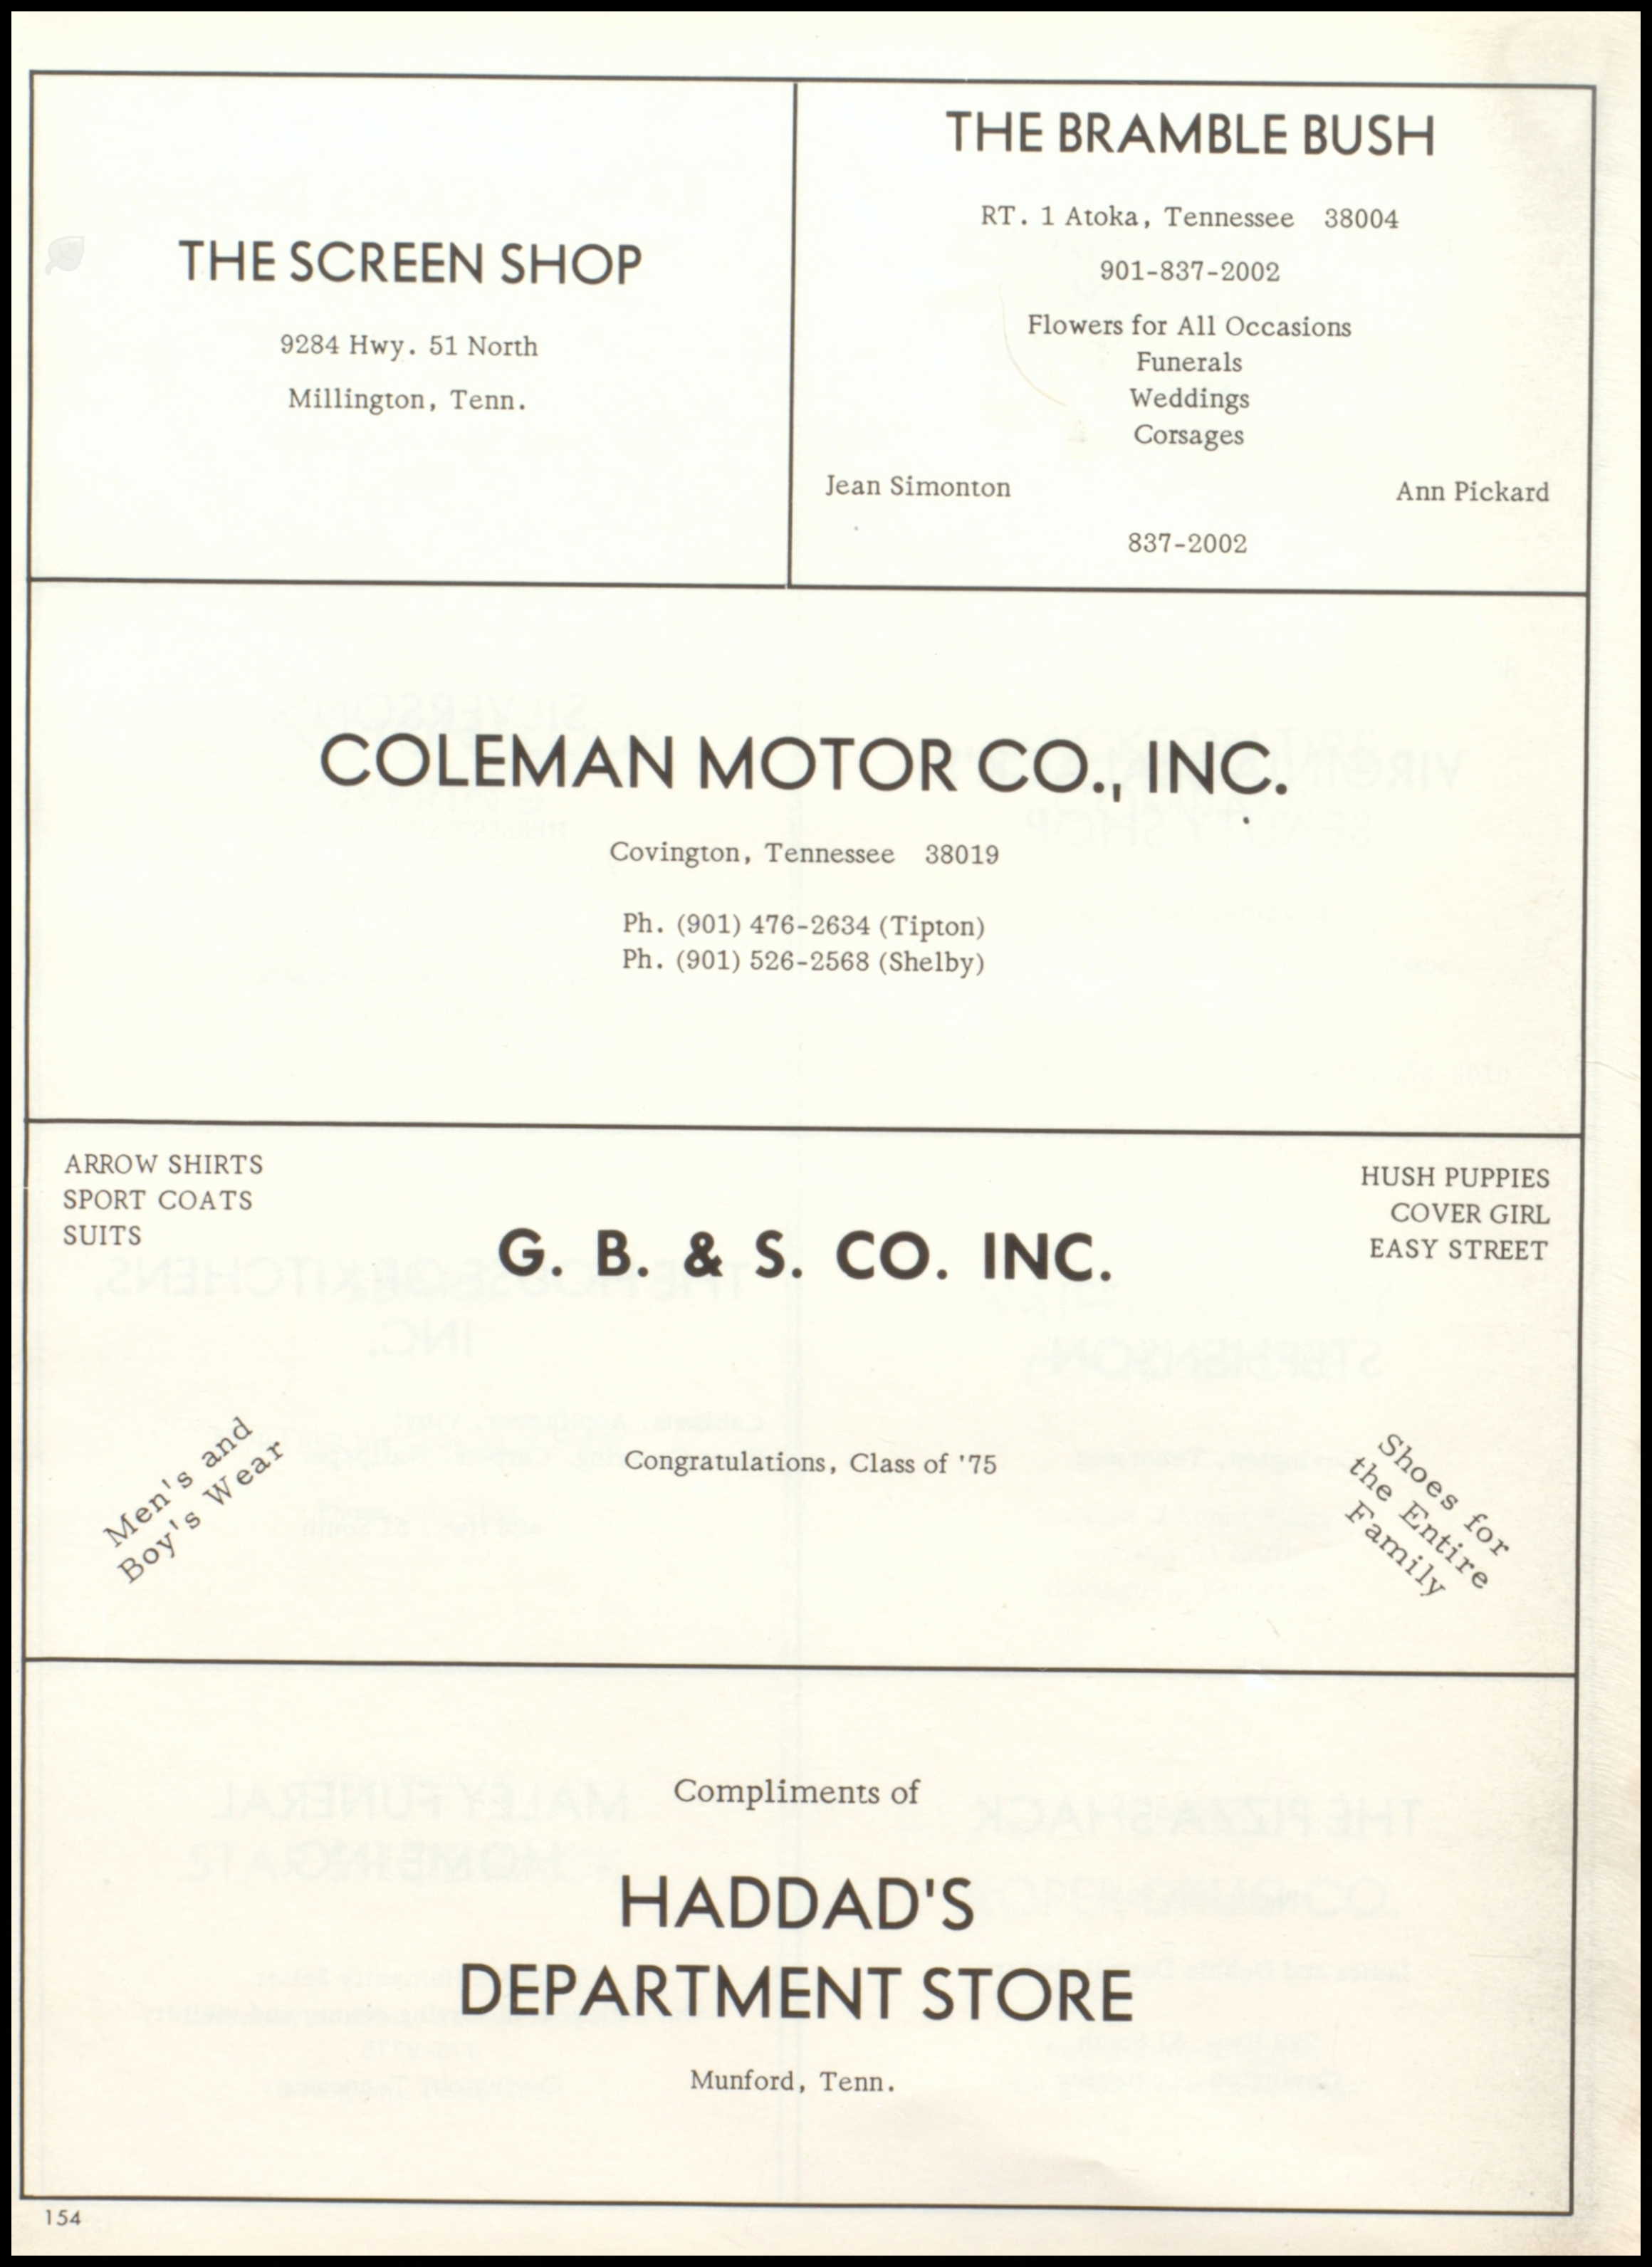 THE SCREEN SHOP
9284 Hwy. 51 North
Millington, Tenn.
THE BRAMBLE BUSH
RT. 1 Atoka, Tennessee 38004
901-837-2002
Flowers for All Occasions
Funerals
Weddings
Corsages
Jean Simonton
Ann Pickard
837-2002
COLEMAN MOTOR CO., INC.
Covington, Tennessee 38019
Ph. (901) 476-2634 (Tipton)
Ph. (901) 526-2568 (Shelby)
ARROW SHIRTS
SPORT COATS
SUITS
G. B. & S. CO. INC.
HUSH PUPPIES
COVER GIRL
EASY STREET
Men's and
Boy's Wear
Congratulations, Class of '75
Shoes for
the Entire
Family
Compliments of
HADDAD'S
DEPARTMENT STORE
Munford, Tenn.
154